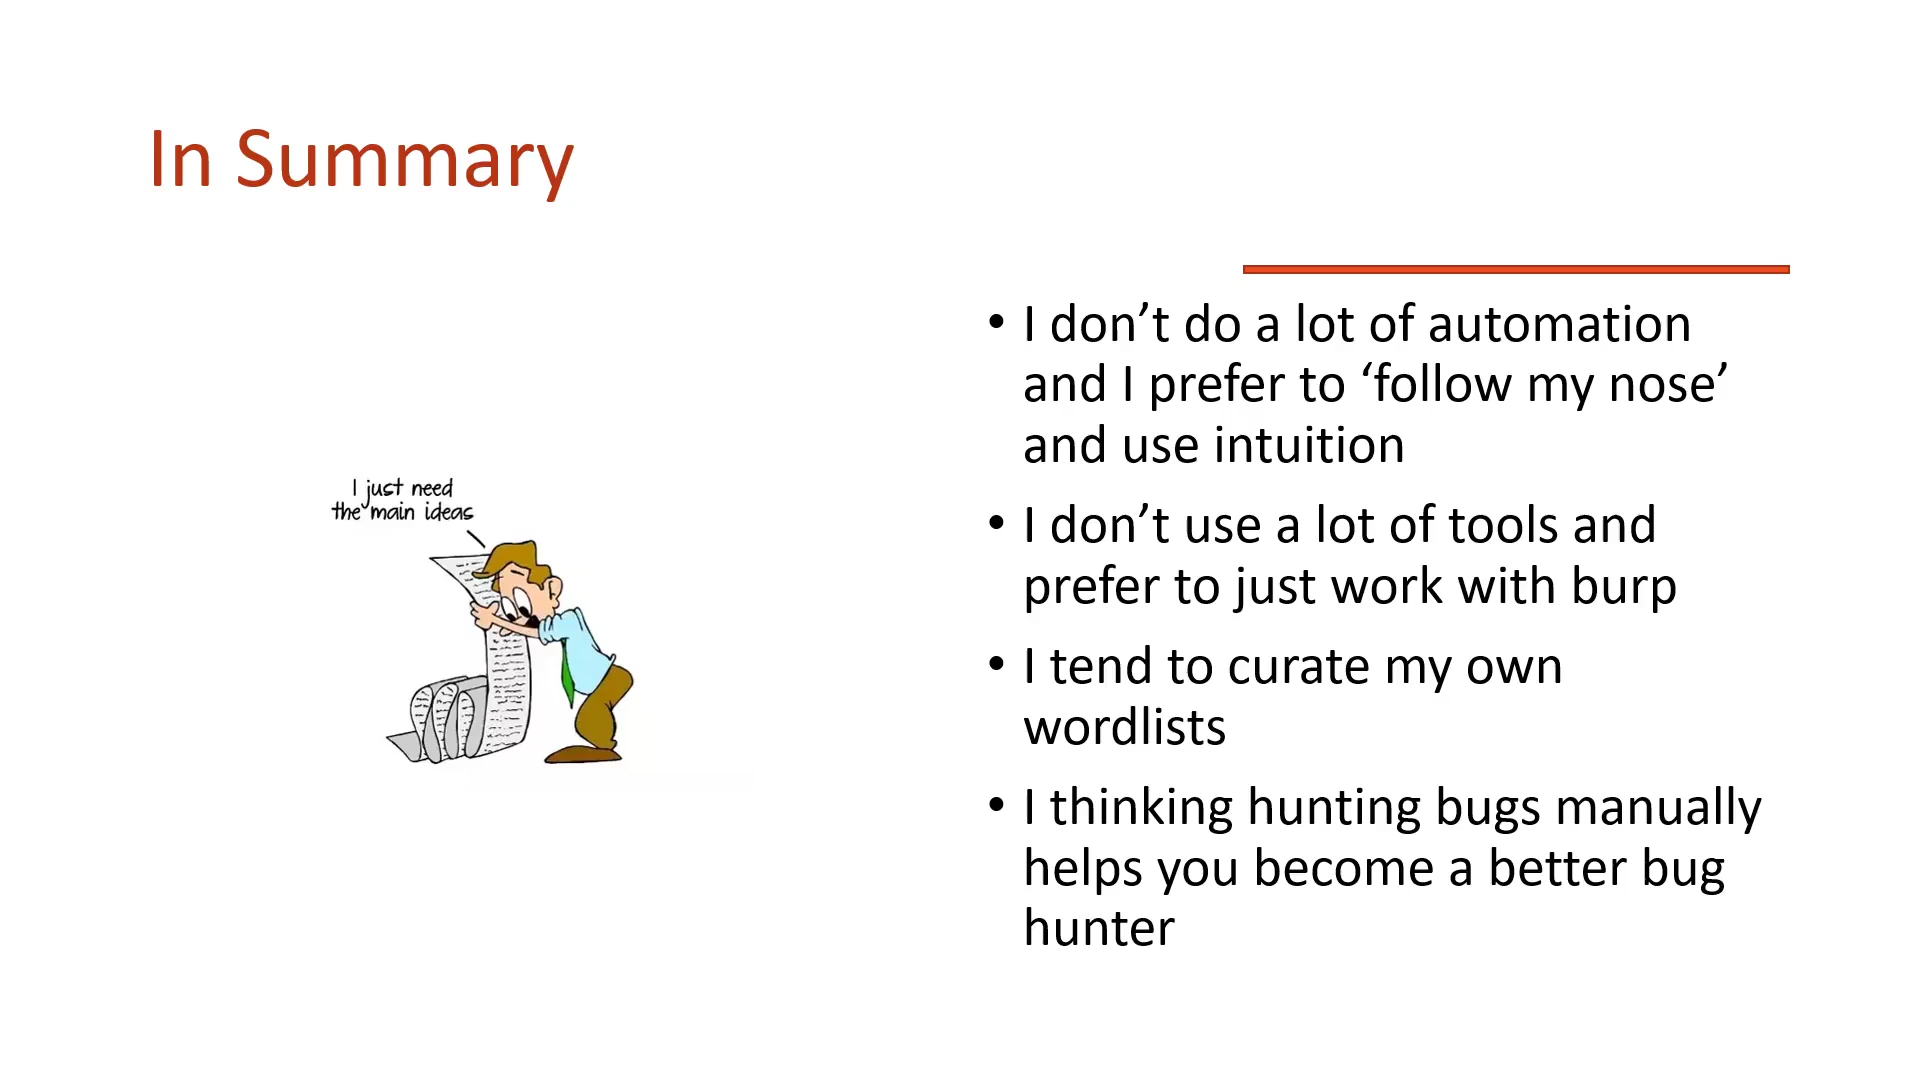 In Summary
I just need
the main ideas
• I don’t do a lot of automation
and I prefer to ‘follow my nose’
and use intuition
• I don’t use a lot of tools and
prefer to just work with burp
• I tend to curate my own
wordlists
• I thinking hunting bugs manually
helps you become a better bug
hunter